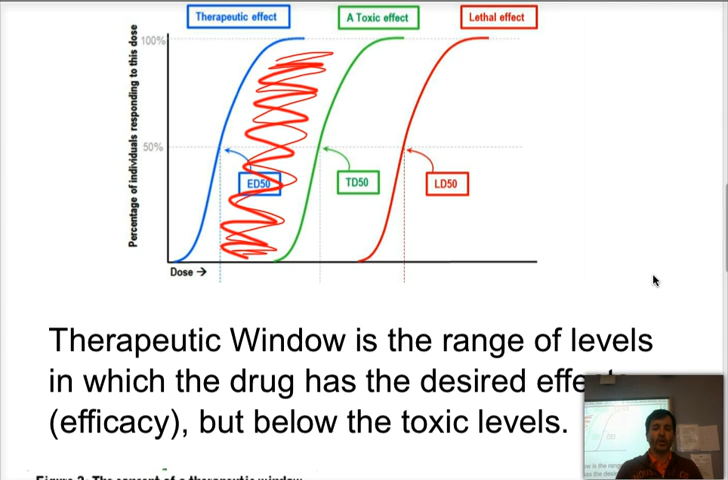 Therapeutic effect
A Toxic effect
Lethal effect
Percentage of individuals responding to this dose
100%
50%
ED50
TD50
LD50
Dose →
Therapeutic Window is the range of levels
in which the drug has the desired
(efficacy), but below the toxic levels.